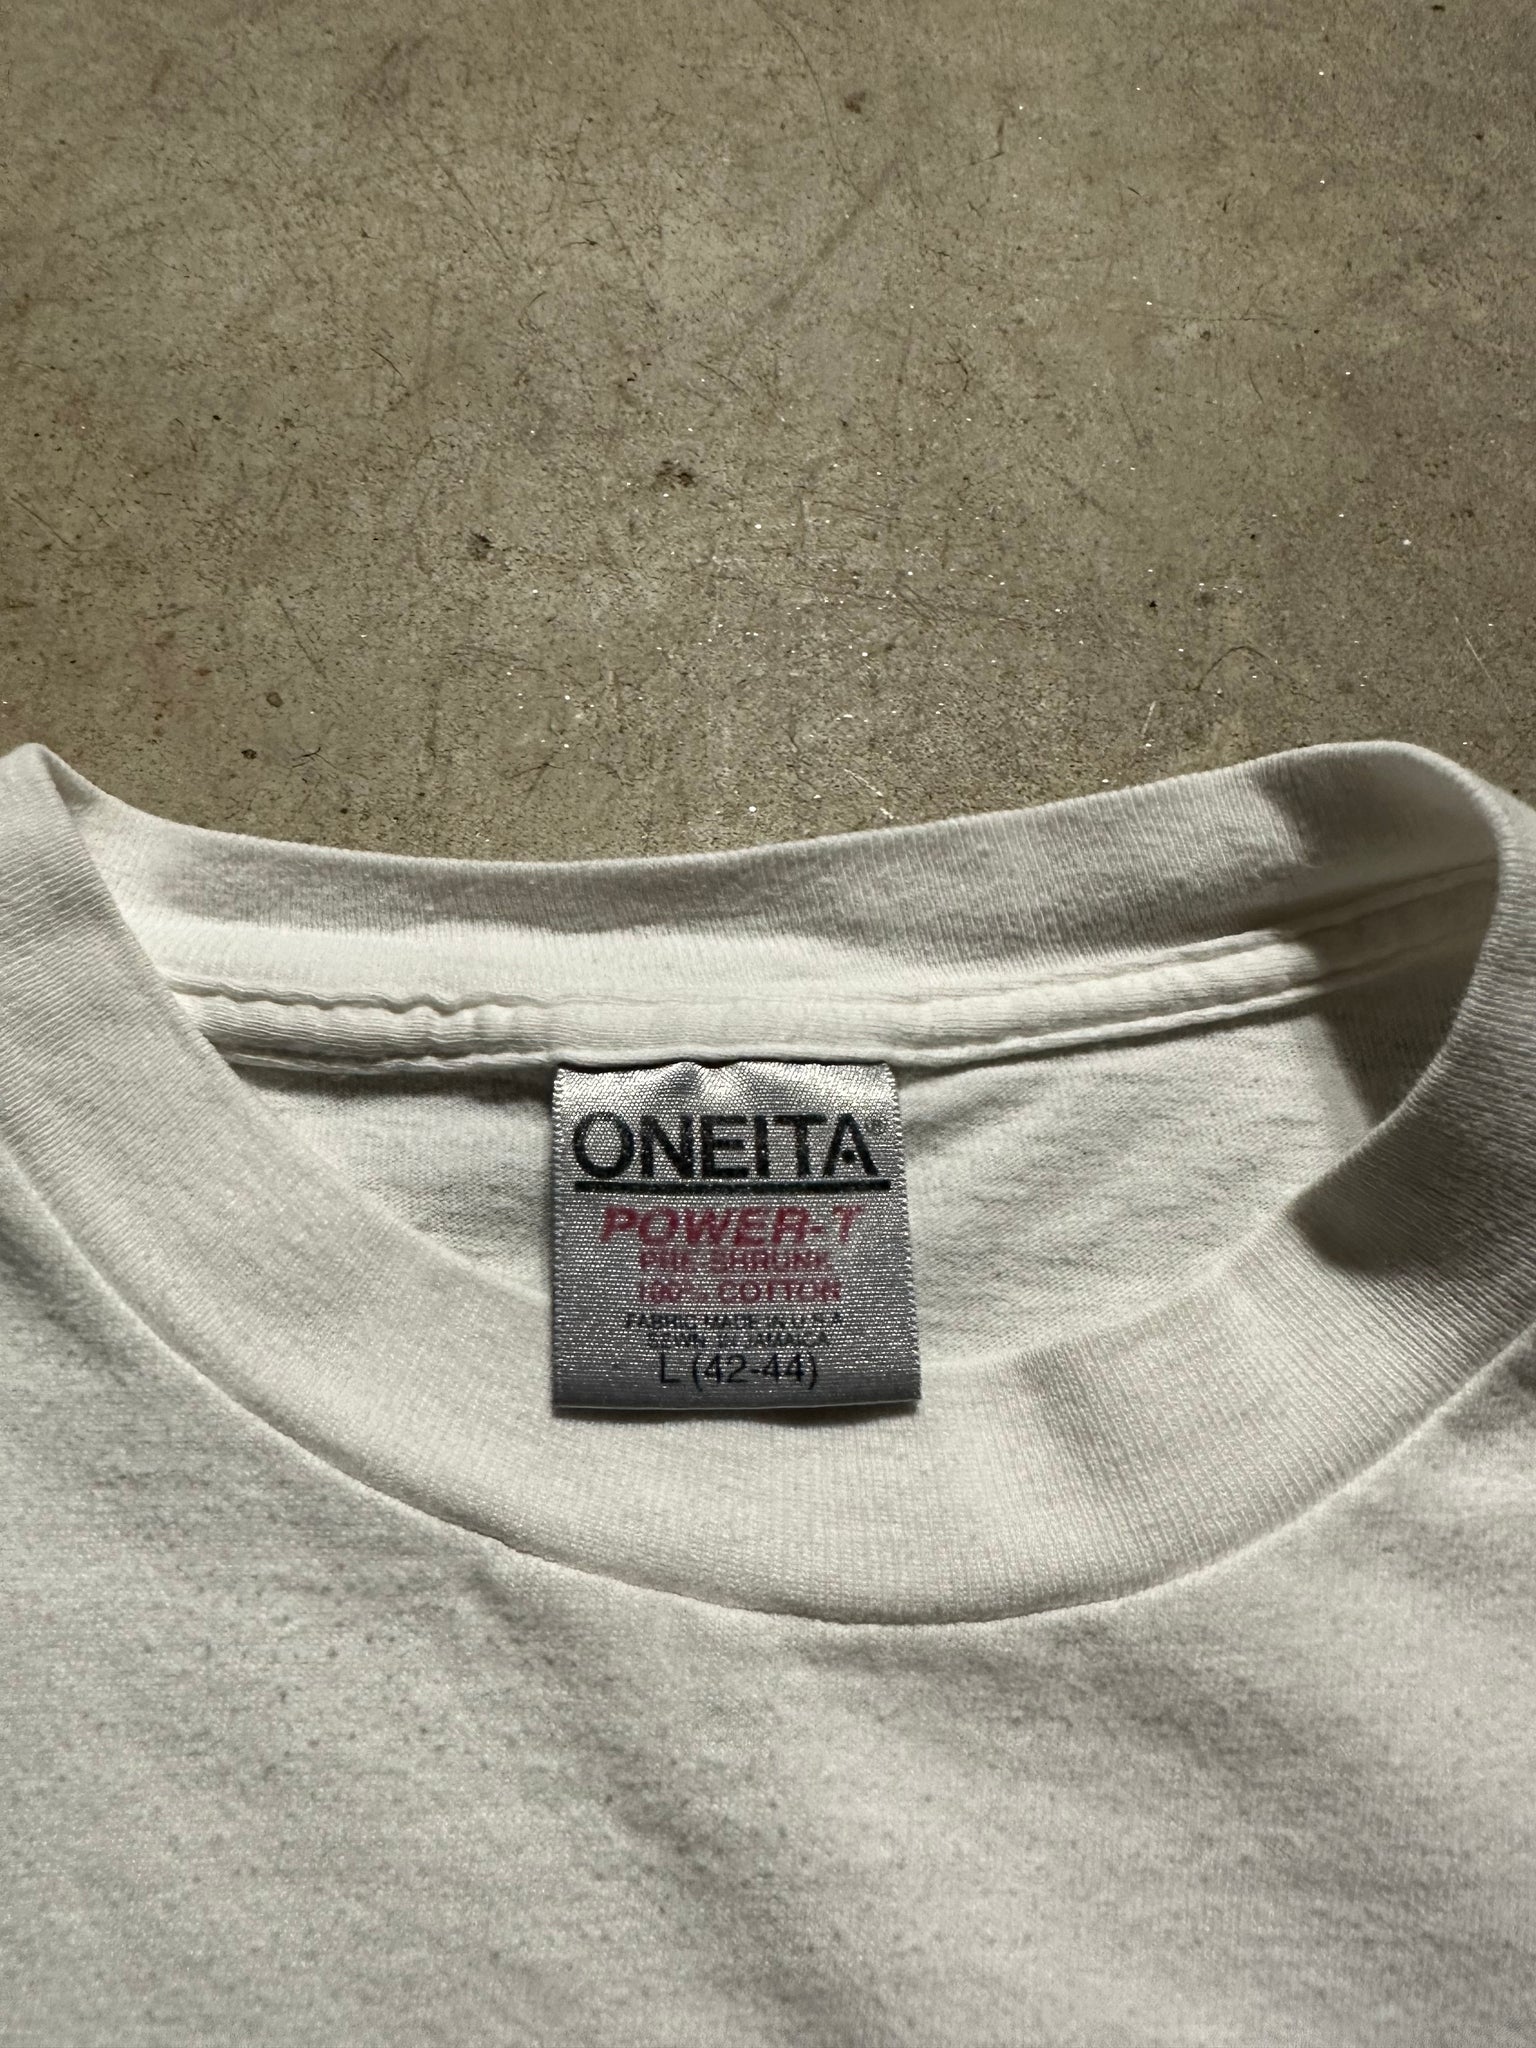 ONEITA®
POWER-T
PRE-SHRUNK
100% COTTON
FABRIC MADE IN U.S.A
SEWN IN JAMAICA
L (42-44)